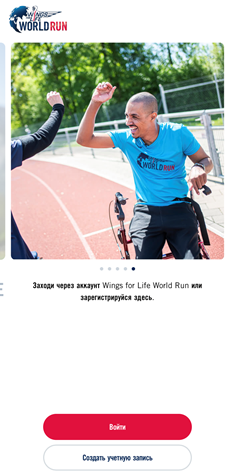 WINGS
FOR LIFE
WORLD RUN
WORLD RUN
Заходи через аккаунт Wings for Life World Run или
зарегистрируйся здесь.
Войти
Создать учетную запись